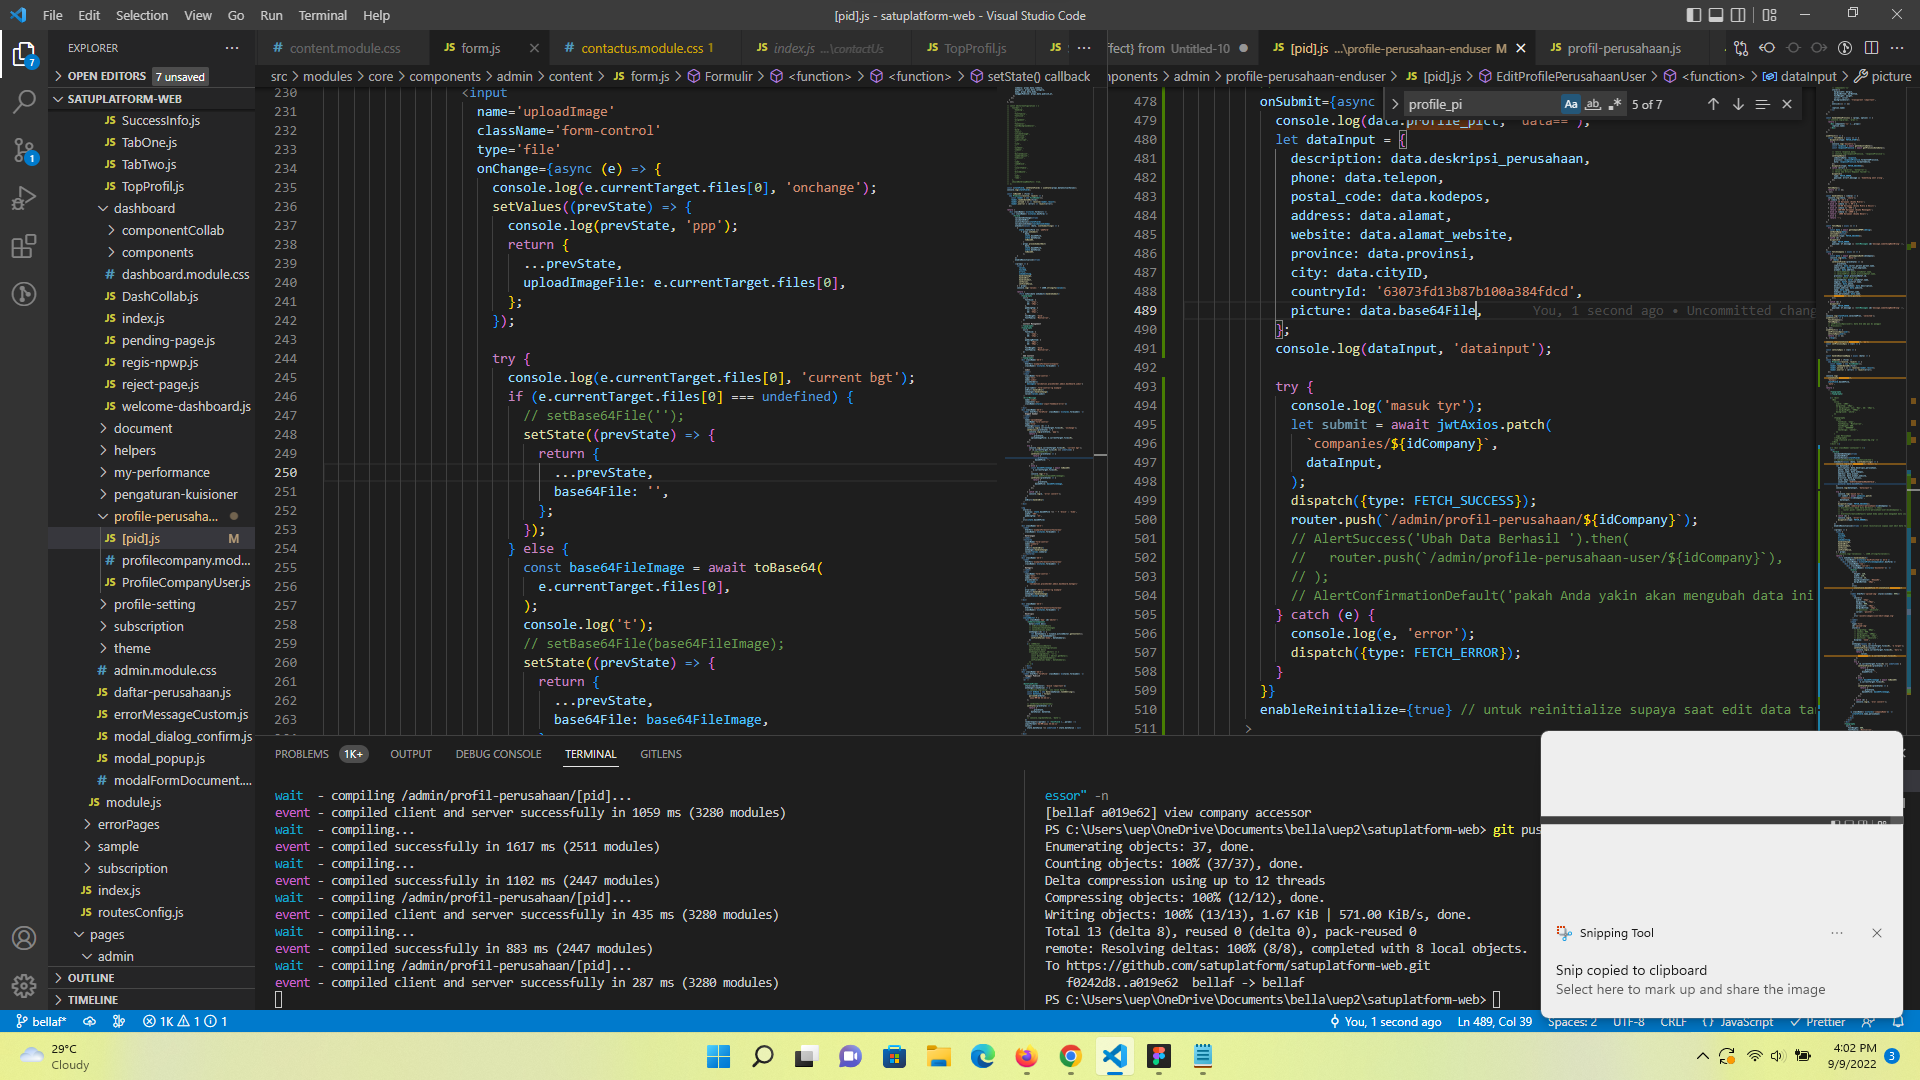 File Edit Selection View Go Run Terminal Help
[pid].js - satuplatform-web - Visual Studio Code
EXPLORER
OPEN EDITORS 7 unsaved
SATUPLATFORM-WEB
JS SuccessInfo.js
JS TabOne.js
JS TabTwo.js
JS TopProfil.js
dashboard
componentCollab
components
# dashboard.module.css
JS DashCollab.js
JS index.js
JS pending-page.js
JS regis-npwp.js
JS reject-page.js
JS welcome-dashboard.js
document
helpers
my-performance
pengaturan-kuisioner
profile-perusaha...
JS [pid].js M
# profilecompany.mod...
JS ProfileCompanyUser.js
profile-setting
subscription
theme
# admin.module.css
JS daftar-perusahaan.js
JS errorMessageCustom.js
JS modal_dialog_confirm.js
JS modal_popup.js
# modalFormDocument....
JS module.js
errorPages
sample
subscription
JS index.js
JS routesConfig.js
pages
admin
OUTLINE
TIMELINE
7
1
# content.module.css JS form.js # contactus.module.css 1 JS index.js ...\contactUs JS TopProfil.js JS
src > modules > core > components > admin > content > JS form.js > Formulir > <function> > <function> > setState() callback
230 <input
231 name='uploadImage'
232 className='form-control'
233 type='file'
234 onChange={async (e) => {
235 console.log(e.currentTarget.files[0], 'onchange');
236 setValues((prevState) => {
237 console.log(prevState, 'ppp');
238 return {
239 ...prevState,
240 uploadImageFile: e.currentTarget.files[0],
241 };
242 });
243
244 try {
245 console.log(e.currentTarget.files[0], 'current bgt');
246 if (e.currentTarget.files[0] === undefined) {
247 // setBase64File('');
248 setState((prevState) => {
249 return {
250 ...prevState,
251 base64File: '',
252 };
253 });
254 } else {
255 const base64FileImage = await toBase64(
256 e.currentTarget.files[0],
257 );
258 console.log('t');
259 // setBase64File(base64FileImage);
260 setState((prevState) => {
261 return {
262 ...prevState,
263 base64File: base64FileImage,
ffect} from Untitled-10 JS [pid].js ...\profile-perusahaan-enduser M JS profil-perusahaan.js
ponents > admin > profile-perusahaan-enduser > JS [pid].js > EditProfilePerusahaanUser > <function> > dataInput > picture
profile_pi Aa ab 5 of 7
478 onSubmit={async
479 console.log(data.profile_pict, 'data==');
480 let dataInput = {
481 description: data.deskripsi_perusahaan,
482 phone: data.telepon,
483 postal_code: data.kodepos,
484 address: data.alamat,
485 website: data.alamat_website,
486 province: data.provinsi,
487 city: data.cityID,
488 countryId: '63073fd13b87b100a384fdcd',
489 picture: data.base64File, You, 1 second ago • Uncommitted chang
490 };
491 console.log(dataInput, 'datainput');
492
493 try {
494 console.log('masuk tyr');
495 let submit = await jwtAxios.patch(
496 `companies/${idCompany}`,
497 dataInput,
498 );
499 dispatch({type: FETCH_SUCCESS});
500 router.push(`/admin/profil-perusahaan/${idCompany}`);
501 // AlertSuccess('Ubah Data Berhasil ').then(
502 // router.push(`/admin/profile-perusahaan-user/${idCompany}`),
503 // );
504 // AlertConfirmationDefault('pakah Anda yakin akan mengubah data ini
505 } catch (e) {
506 console.log(e, 'error');
507 dispatch({type: FETCH_ERROR});
508 }
509 }}
510 enableReinitialize={true} // untuk reinitialize supaya saat edit data ta
511 >
PROBLEMS 1K+ OUTPUT DEBUG CONSOLE TERMINAL GITLENS
wait - compiling /admin/profil-perusahaan/[pid]...
event - compiled client and server successfully in 1059 ms (3280 modules)
wait - compiling...
event - compiled successfully in 1617 ms (2511 modules)
wait - compiling...
event - compiled successfully in 1102 ms (2447 modules)
wait - compiling /admin/profil-perusahaan/[pid]...
event - compiled client and server successfully in 435 ms (3280 modules)
wait - compiling...
event - compiled successfully in 883 ms (2447 modules)
wait - compiling /admin/profil-perusahaan/[pid]...
event - compiled client and server successfully in 287 ms (3280 modules)
essor" -n
[bellaf a019e62] view company accessor
PS C:\Users\uep\OneDrive\Documents\bella\uep2\satuplatform-web> git pus
Enumerating objects: 37, done.
Counting objects: 100% (37/37), done.
Delta compression using up to 12 threads
Compressing objects: 100% (12/12), done.
Writing objects: 100% (13/13), 1.67 KiB | 571.00 KiB/s, done.
Total 13 (delta 8), reused 0 (delta 0), pack-reused 0
remote: Resolving deltas: 100% (8/8), completed with 8 local objects.
To https://github.com/satuplatform/satuplatform-web.git
f0242d8..a019e62 bellaf -> bellaf
PS C:\Users\uep\OneDrive\Documents\bella\uep2\satuplatform-web>
Snipping Tool
Snip copied to clipboard
Select here to mark up and share the image
bellaf* 1K 1 1
You, 1 second ago Ln 489, Col 39 Spaces: 2 UTF-8 CRLF {} JavaScript Prettier
29°C
Cloudy
4:02 PM
9/9/2022
3